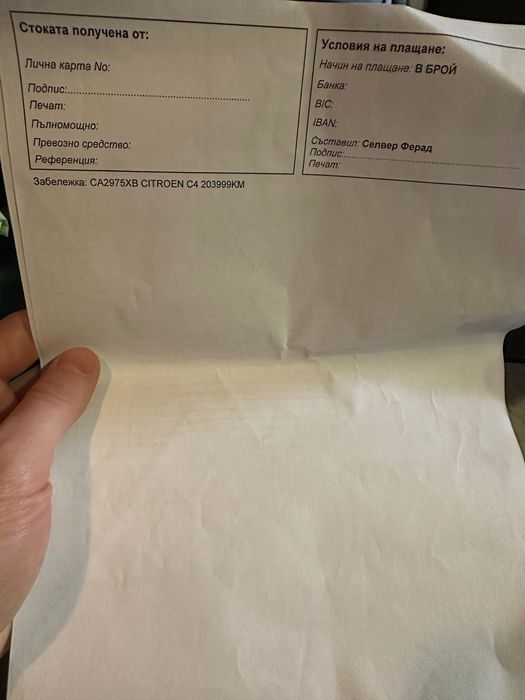 Стоката получена от:
Лична карта No:
Подпис:..........................................................
Печат:
Пълномощно:
Превозно средство:
Референция:
Условия на плащане:
Начин на плащане: В БРОЙ
Банка:
BIC:
IBAN:
Съставил: Селвер Ферад
Подпис:..........................................................
Печат:
Забележка: CA2975XB CITROEN C4 203999KM